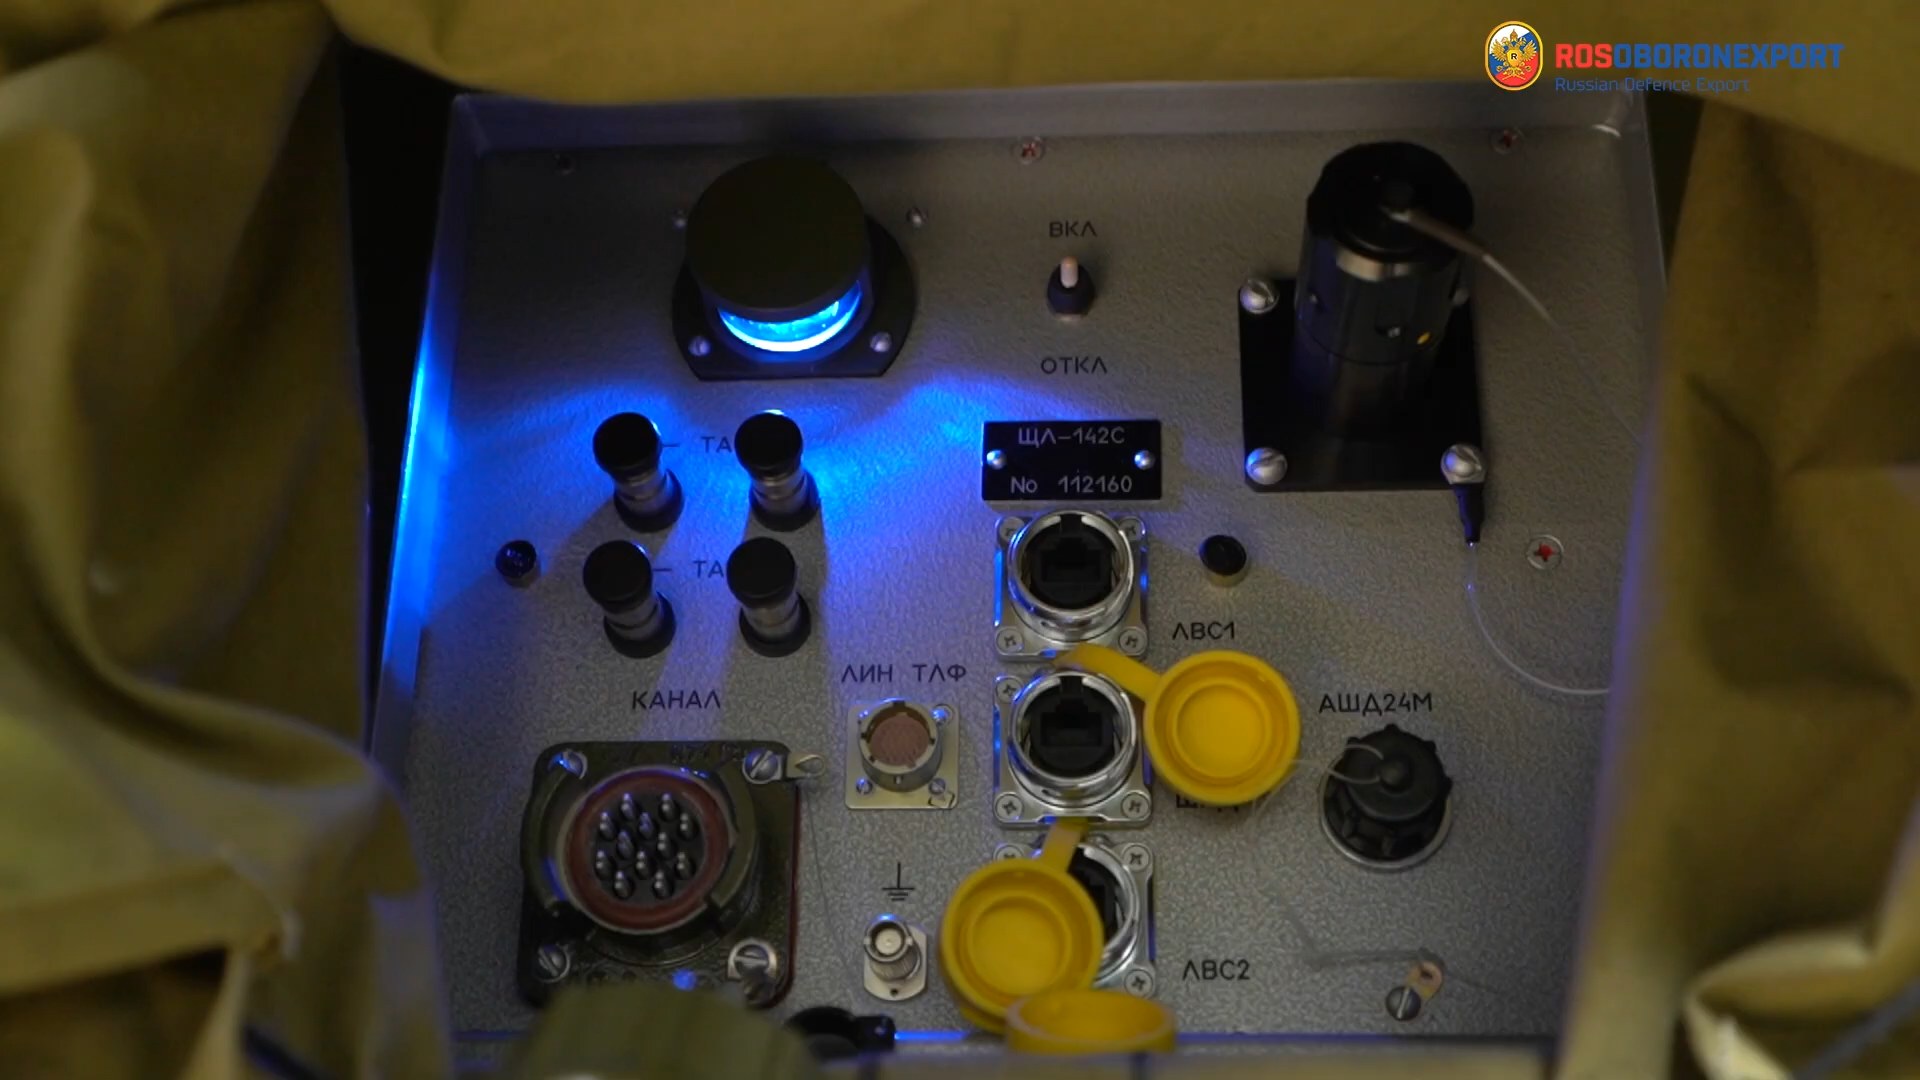 ROSOBORONEXPORT
Russian Defence Export
ВКЛ
ОТКЛ
ТА
ЩЛ-142С
No 112160
ТА
ЛВС1
ЛИН ТЛФ
КАНАЛ
АШД24М
ЛВС2